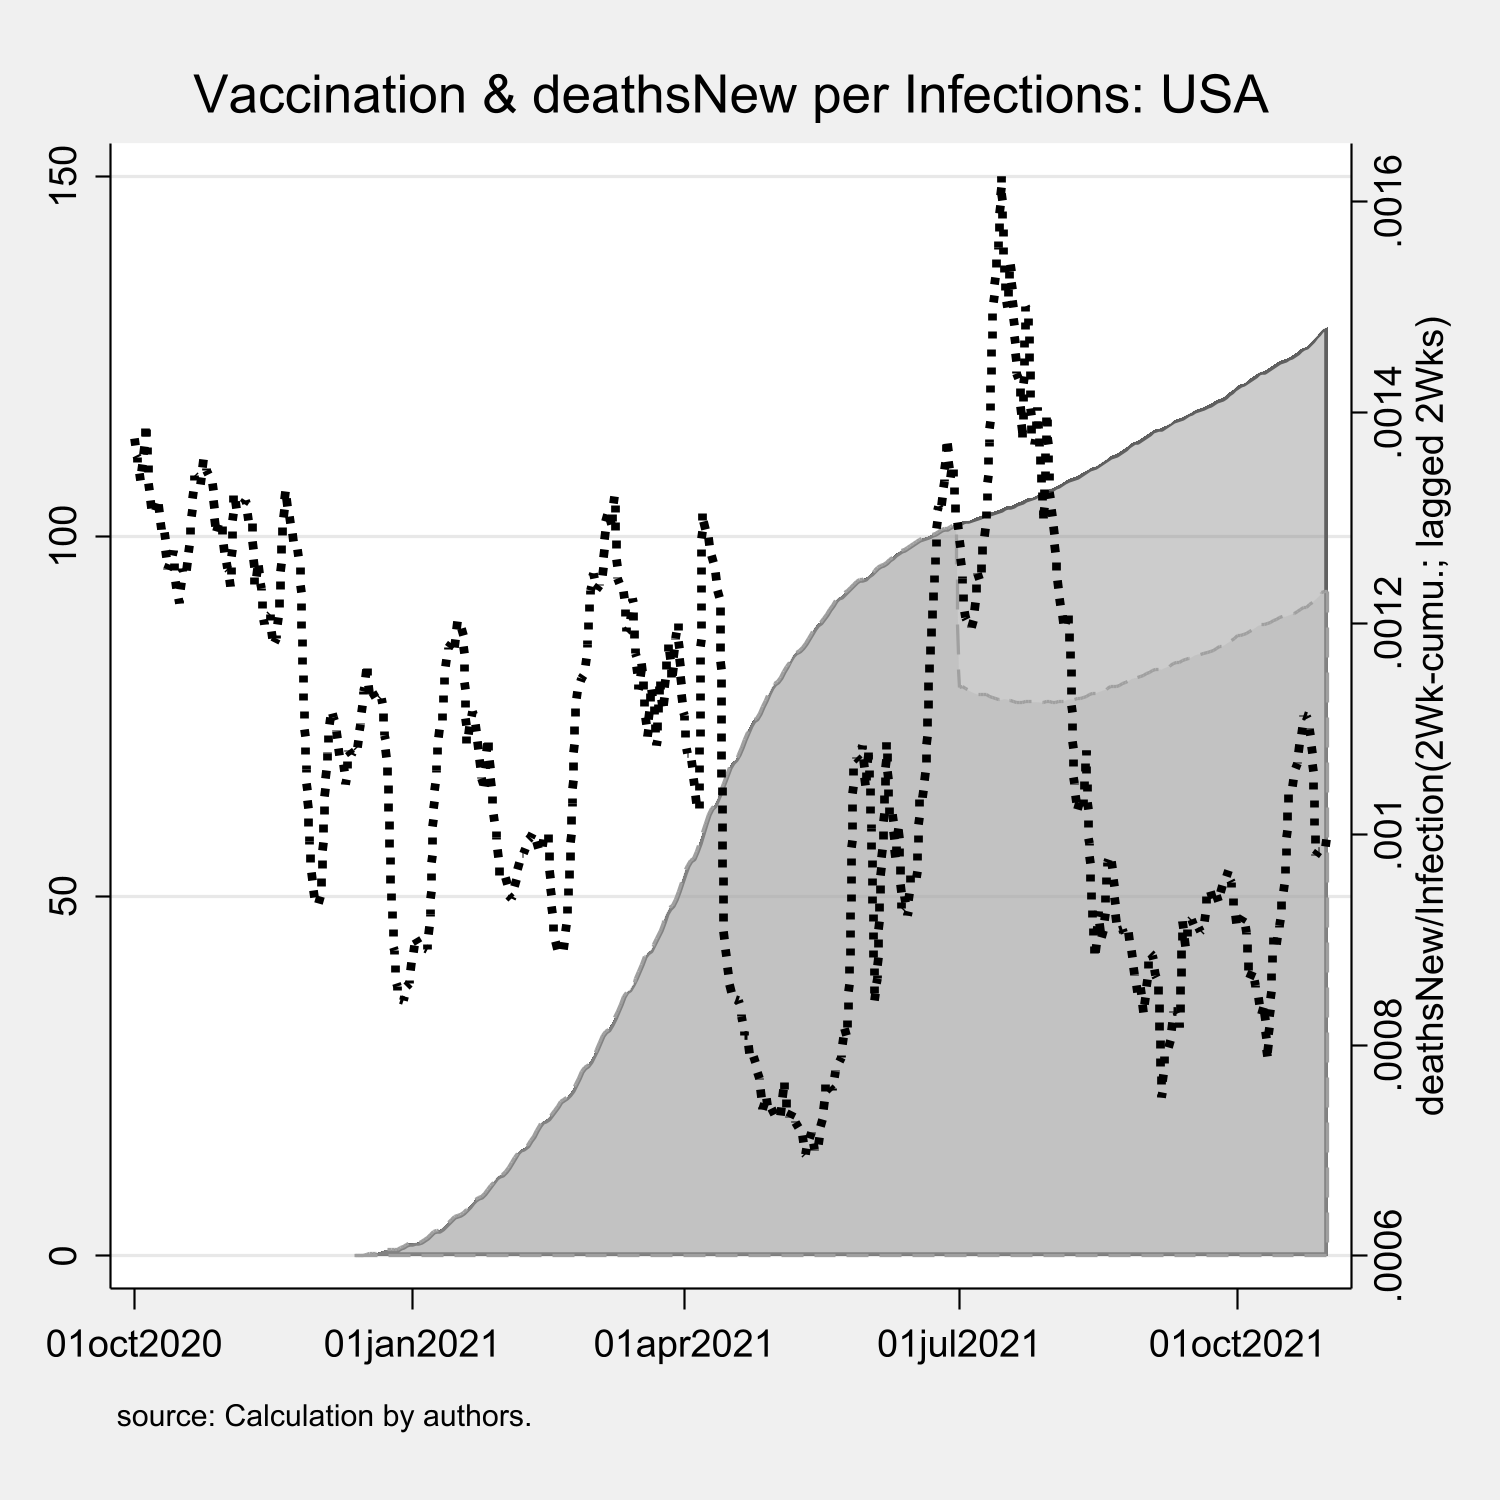 Vaccination & deathsNew per Infections: USA
150
100
50
0
.0016
.0014
.0012
.001
.0008
.0006
deathsNew/Infection(2Wk-cumu.; lagged 2Wks)
01oct2020
01jan2021
01apr2021
01jul2021
01oct2021
source: Calculation by authors.